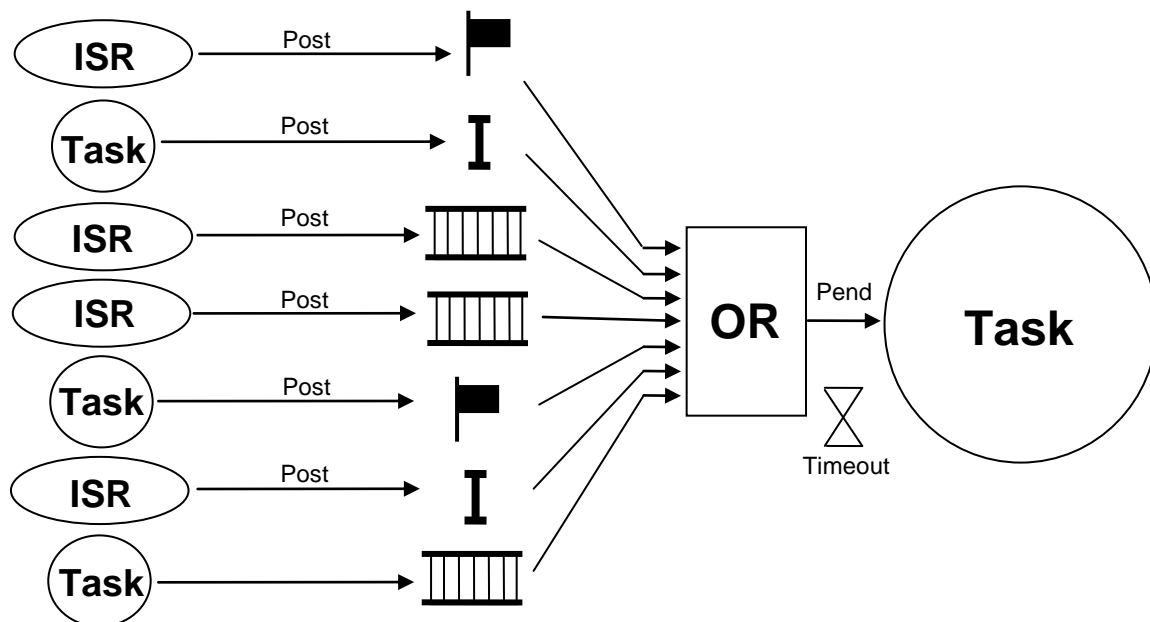 ISR
Post
Task
Post
ISR
Post
ISR
Post
Task
Post
ISR
Post
Task
OR
Pend
Timeout
Task